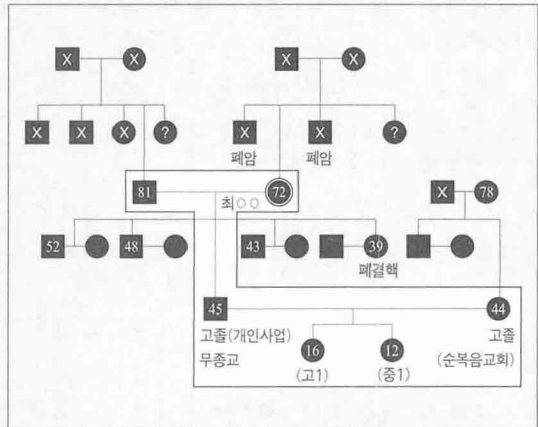 X X X X
X X X ? X X ?
폐암 폐암
81 72 X 78
최○○
52 48 43 39
폐결핵
45 44
고졸(개인사업) 고졸
무종교 16 12 (순복음교회)
(고1) (중1)